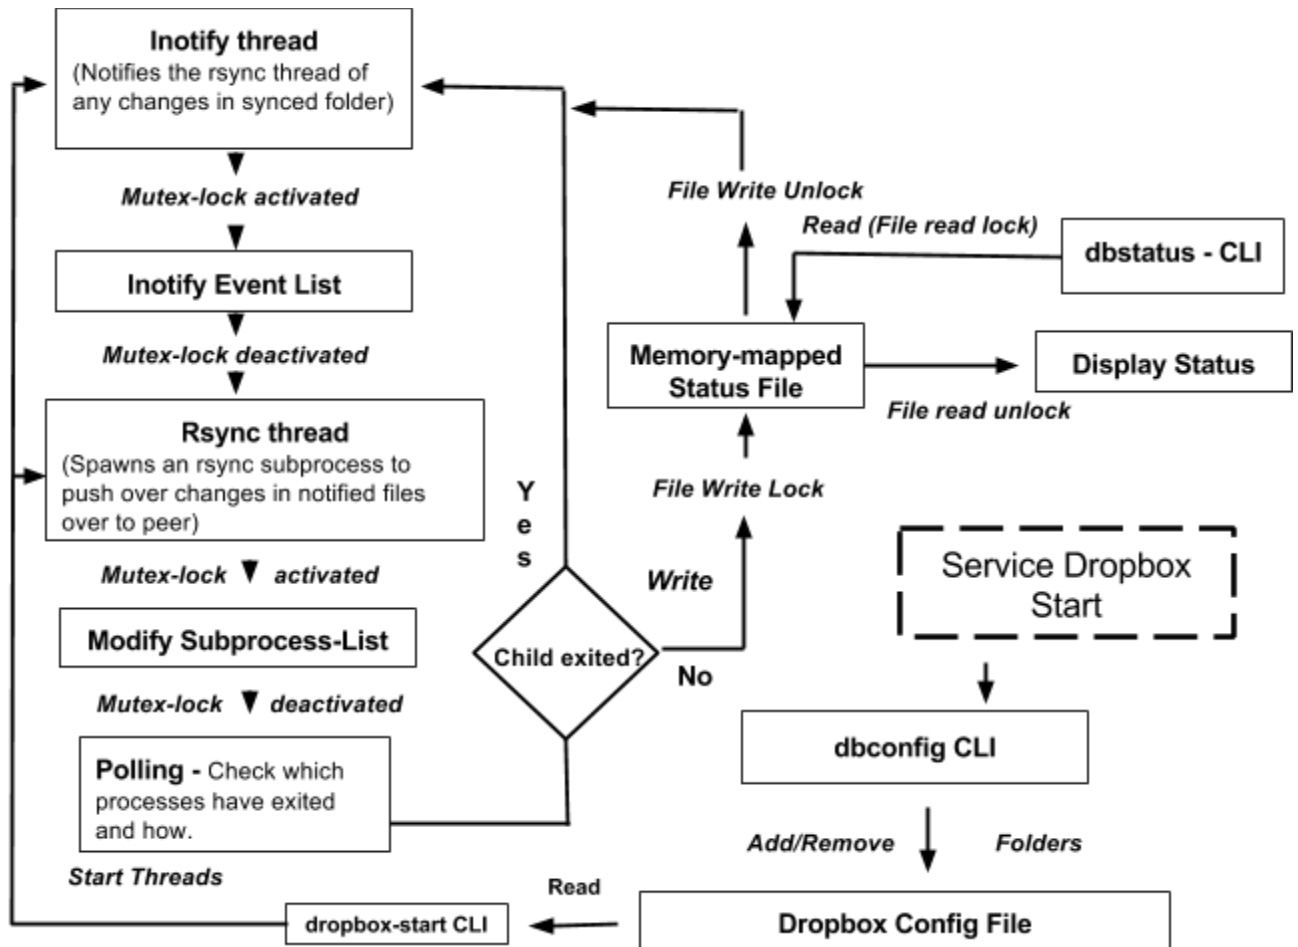 Inotify thread
(Notifies the rsync thread of
any changes in synced folder)
Mutex-lock activated
Inotify Event List
Mutex-lock deactivated
Rsync thread
(Spawns an rsync subprocess to
push over changes in notified files
over to peer)
Mutex-lock activated
Modify Subprocess-List
Mutex-lock deactivated
Polling - Check which
processes have exited
and how.
Start Threads
dropbox-start CLI
Yes
Child exited?
No
Write
File Write Lock
Memory-mapped
Status File
File Write Unlock
Read (File read lock)
dbstatus - CLI
Display Status
File read unlock
Service Dropbox
Start
dbconfig CLI
Add/Remove Folders
Read
Dropbox Config File